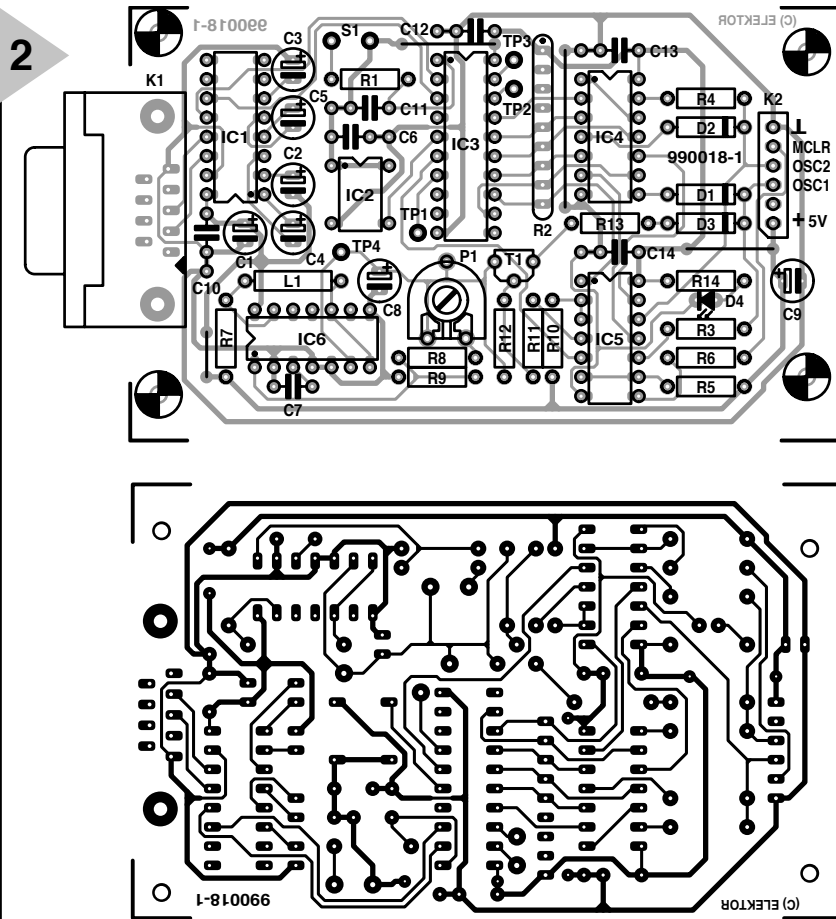 2
990018-1
(C) ELEKTOR
C3
S1
C12
TP3
C13
K1
R1
R4
K2
C5
C11
TP2
D2
⊥
IC1
C6
IC3
IC4
990018-1
MCLR
C2
OSC2
IC2
D1
OSC1
TP1
R2
R13
D3
+ 5V
C1
C4
TP4
P1
T1
C14
C10
L1
C8
R14
D4
C9
R7
IC6
R12
R11
R10
IC5
R3
R8
R6
R9
R5
C7
990018-1
(C) ELEKTOR